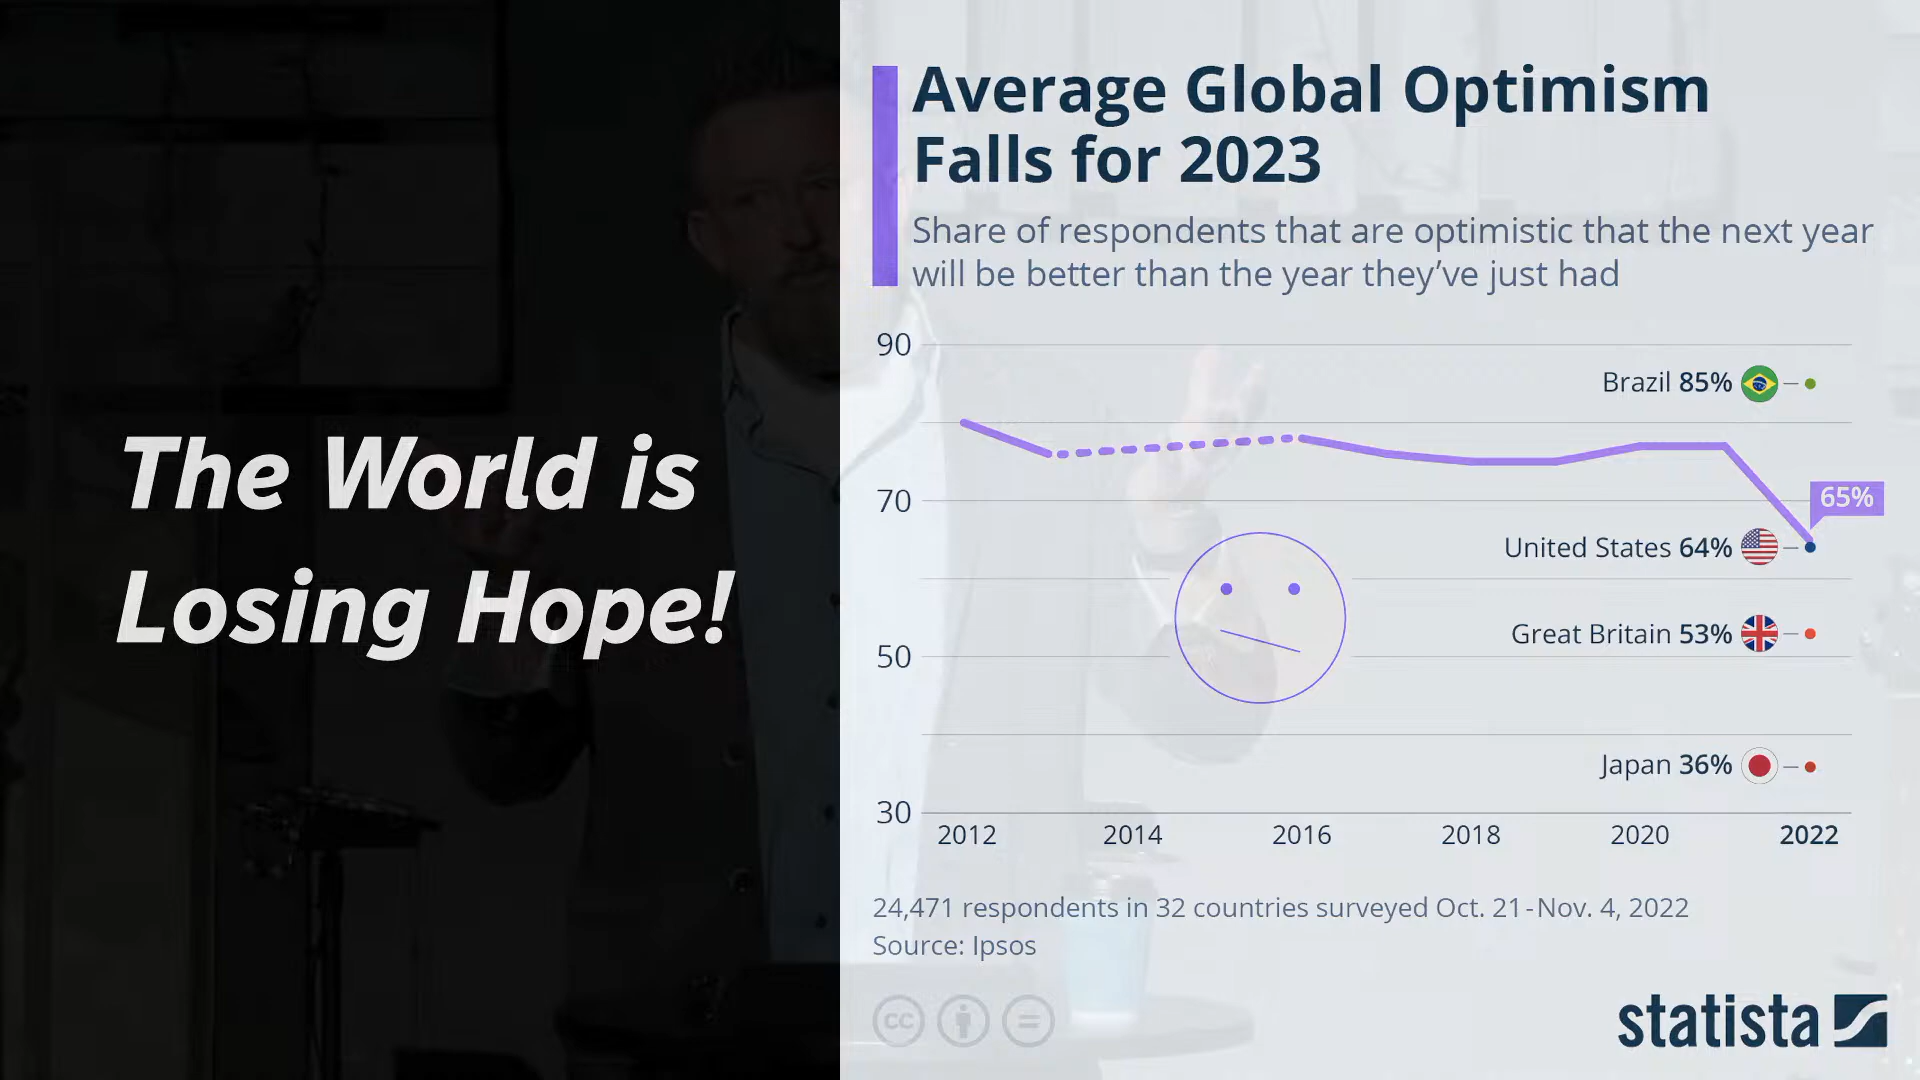 The World is
Losing Hope!
Average Global Optimism
Falls for 2023
Share of respondents that are optimistic that the next year
will be better than the year they’ve just had
90
70
50
30
Brazil 85%
65%
United States 64%
Great Britain 53%
Japan 36%
2012 2014 2016 2018 2020 2022
24,471 respondents in 32 countries surveyed Oct. 21-Nov. 4, 2022
Source: Ipsos
cc
statista